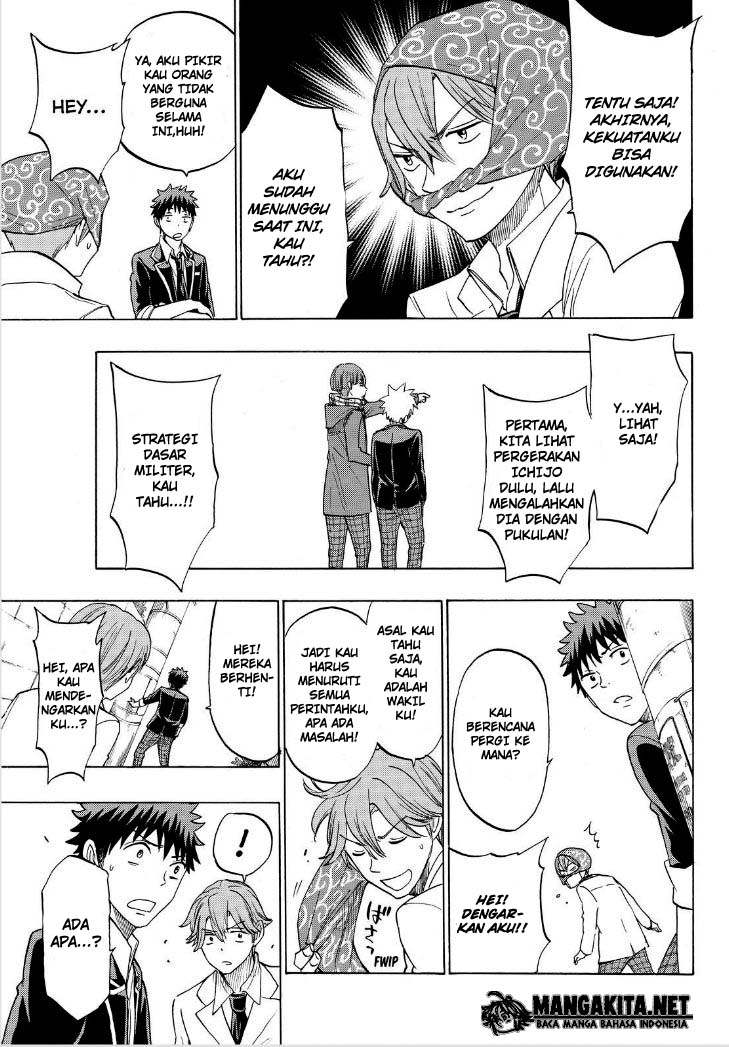 TENTU SAJA!
AKHIRNYA,
KEKUATANKU
BISA
DIGUNAKAN!
AKU
SUDAH
MENUNGGU
SAAT INI,
KAU
TAHU?!
YA, AKU PIKIR
KAU ORANG
YANG TIDAK
BERGUNA
SELAMA
INI,HUH!
HEY...
Y...YAH,
LIHAT
SAJA!
PERTAMA,
KITA LIHAT
PERGERAKAN
ICHIJO
DULU, LALU
MENGALAHKAN
DIA DENGAN
PUKULAN!
STRATEGI
DASAR
MILITER,
KAU
TAHU...!!
KAU
BERENCANA
PERGI KE
MANA?
HEI!
DENGAR-
KAN AKU!!
ASAL KAU
TAHU
SAJA,
KAU
ADALAH
WAKIL
KU!
JADI KAU
HARUS
MENURUTI
SEMUA
PERINTAHKU,
APA ADA
MASALAH!
FWIP
HEI!
MEREKA
BERHEN-
TI!
HEI, APA
KAU
MENDE-
NGARKAN
KU...?
!
ADA
APA...?
MANGAKITA.NET
BACA MANGA BAHASA INDONESIA